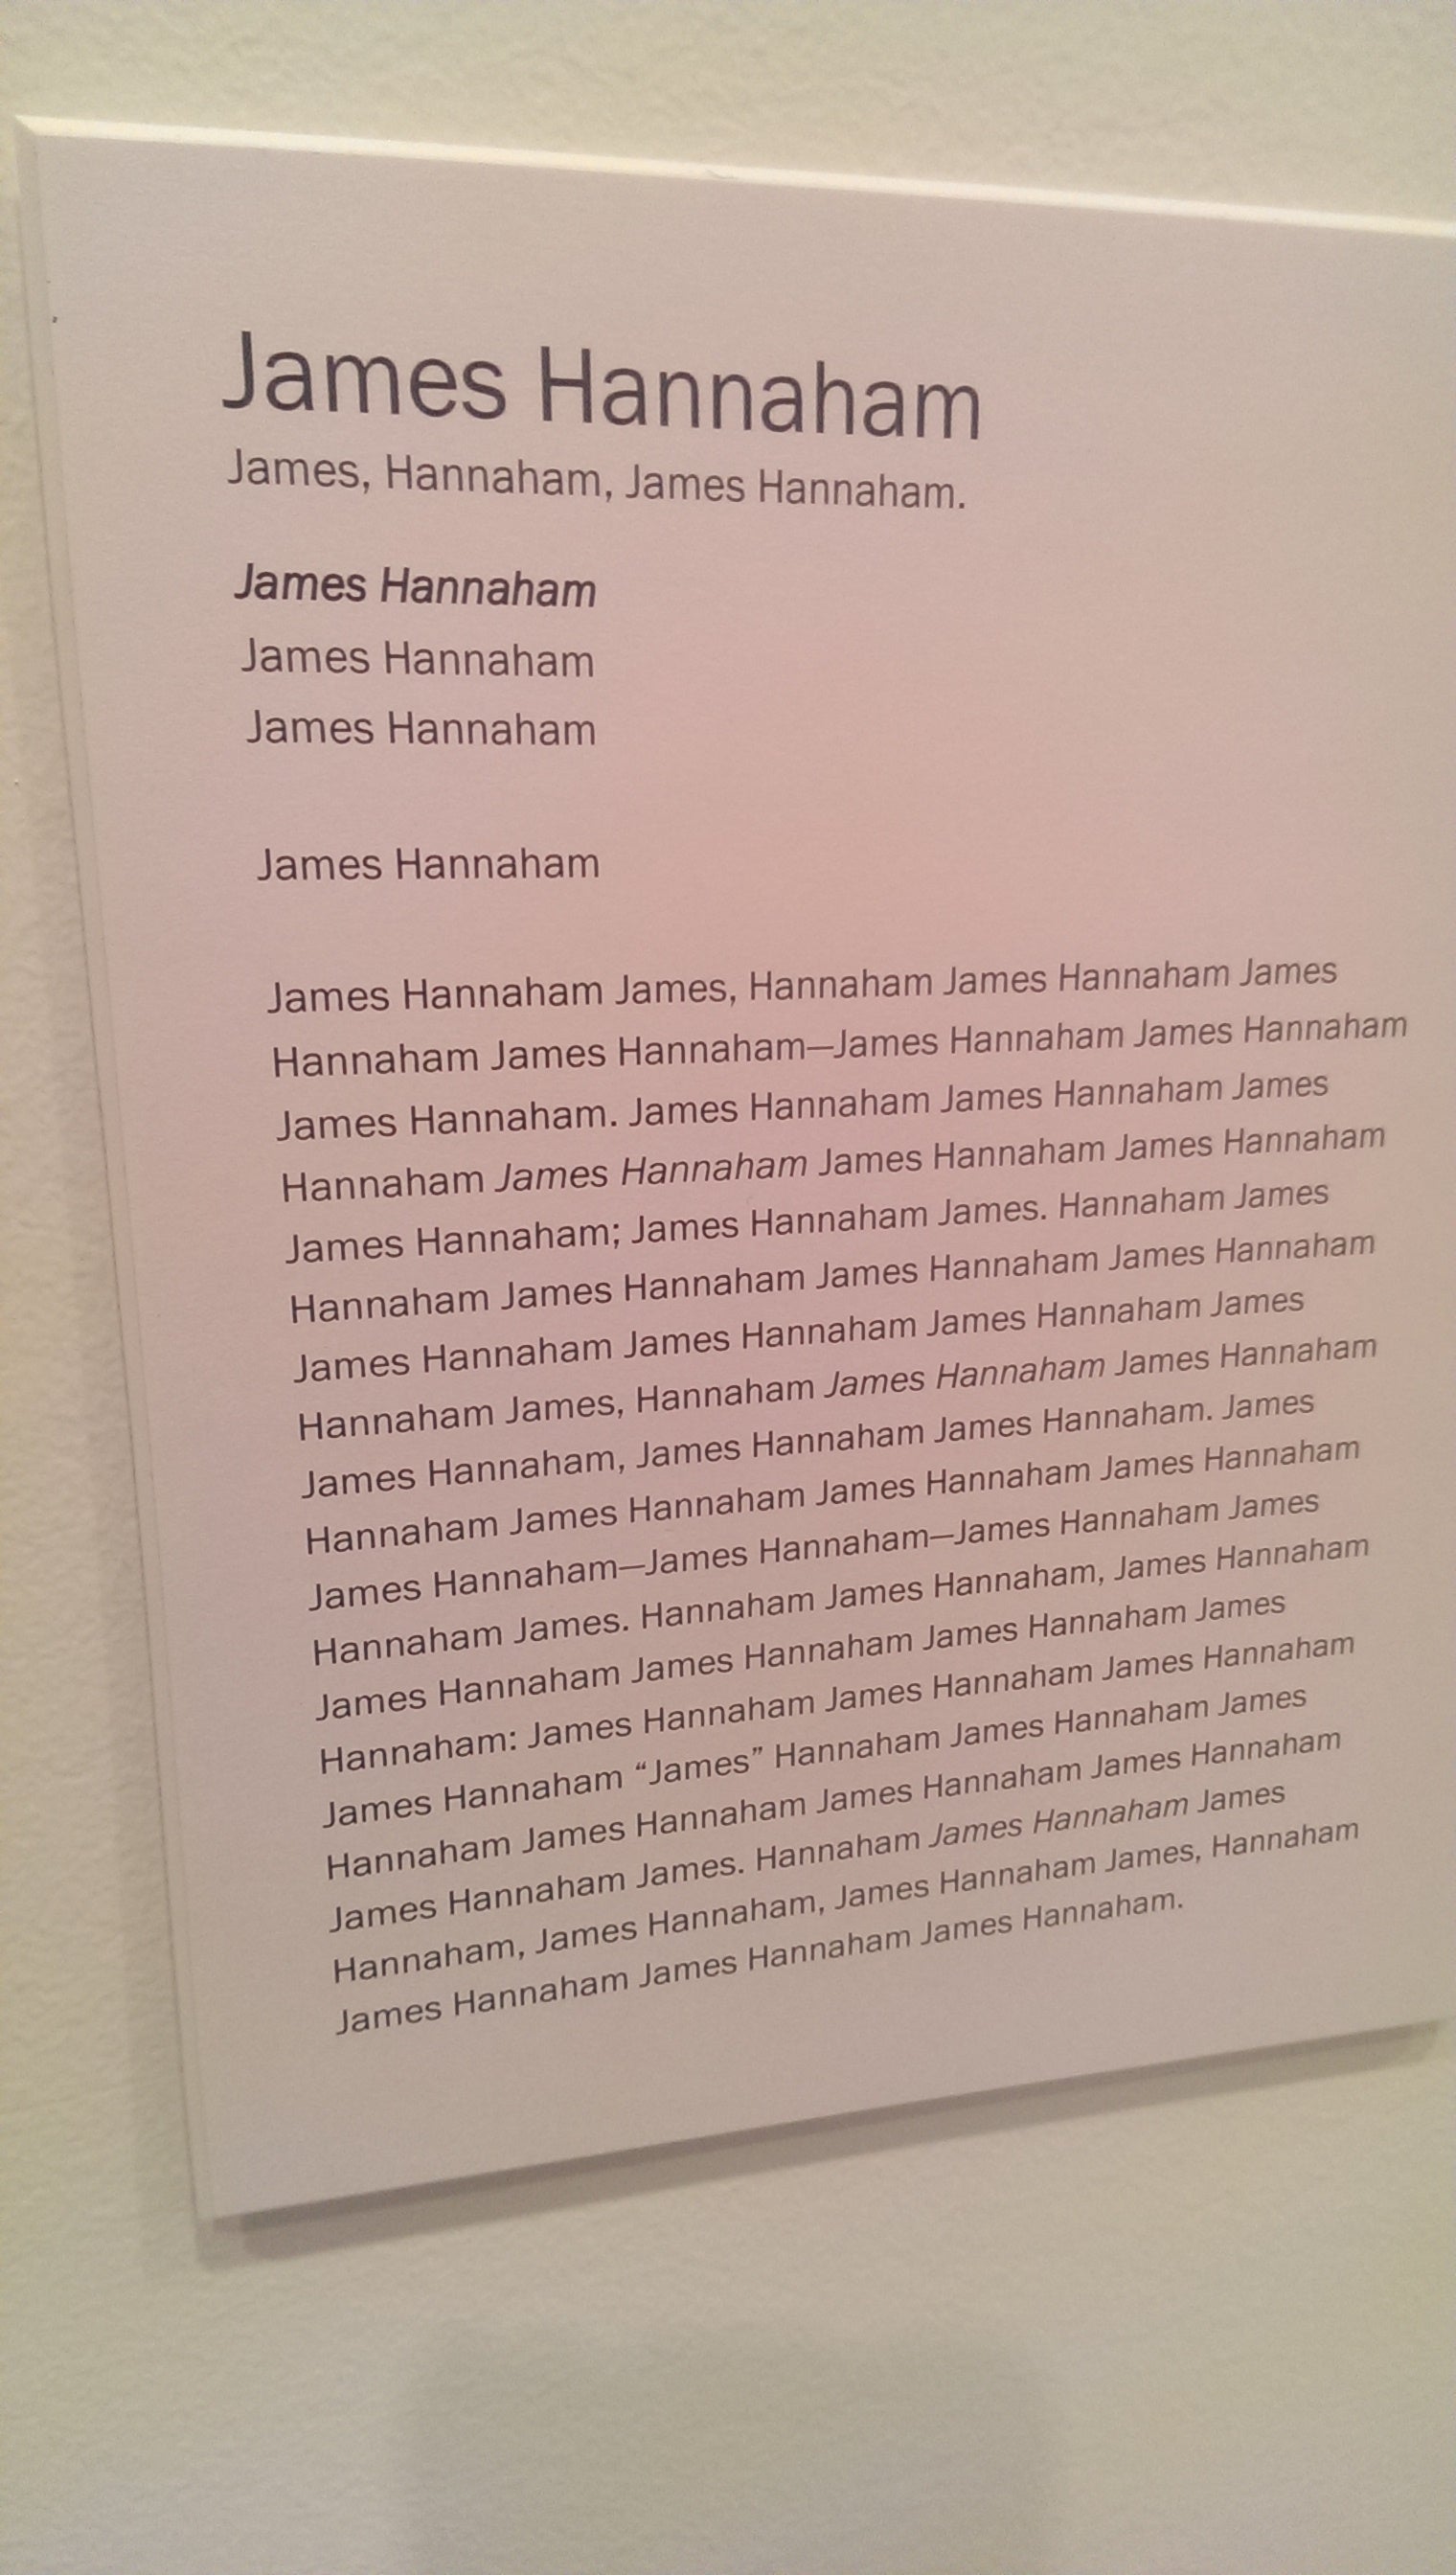 James Hannaham
James, Hannaham, James Hannaham.
James Hannaham
James Hannaham
James Hannaham
James Hannaham
James Hannaham James, Hannaham James Hannaham James
Hannaham James Hannaham—James Hannaham James Hannaham
James Hannaham. James Hannaham James Hannaham James
Hannaham James Hannaham James Hannaham James Hannaham
James Hannaham; James Hannaham James. Hannaham James
Hannaham James Hannaham James Hannaham James Hannaham
James Hannaham James Hannaham James Hannaham James
Hannaham James, Hannaham James Hannaham James Hannaham
James Hannaham, James Hannaham James Hannaham. James
Hannaham James Hannaham James Hannaham James Hannaham
James Hannaham—James Hannaham—James Hannaham James
Hannaham James. Hannaham James Hannaham, James Hannaham
James Hannaham James Hannaham James Hannaham James
Hannaham: James Hannaham James Hannaham James Hannaham
James Hannaham “James” Hannaham James Hannaham James
Hannaham James Hannaham James Hannaham James Hannaham
James Hannaham James. Hannaham James Hannaham James
Hannaham, James Hannaham, James Hannaham James, Hannaham
James Hannaham James Hannaham James Hannaham.